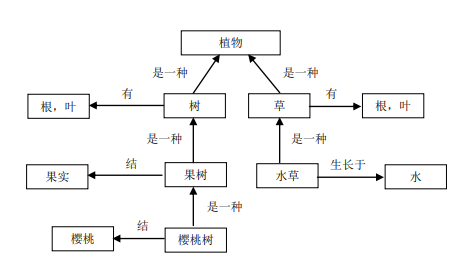 植物
是一种
是一种
有
有
根，叶
树
草
根，叶
是一种
是一种
结
生长于
果实
果树
水草
水
是一种
结
樱桃
樱桃树